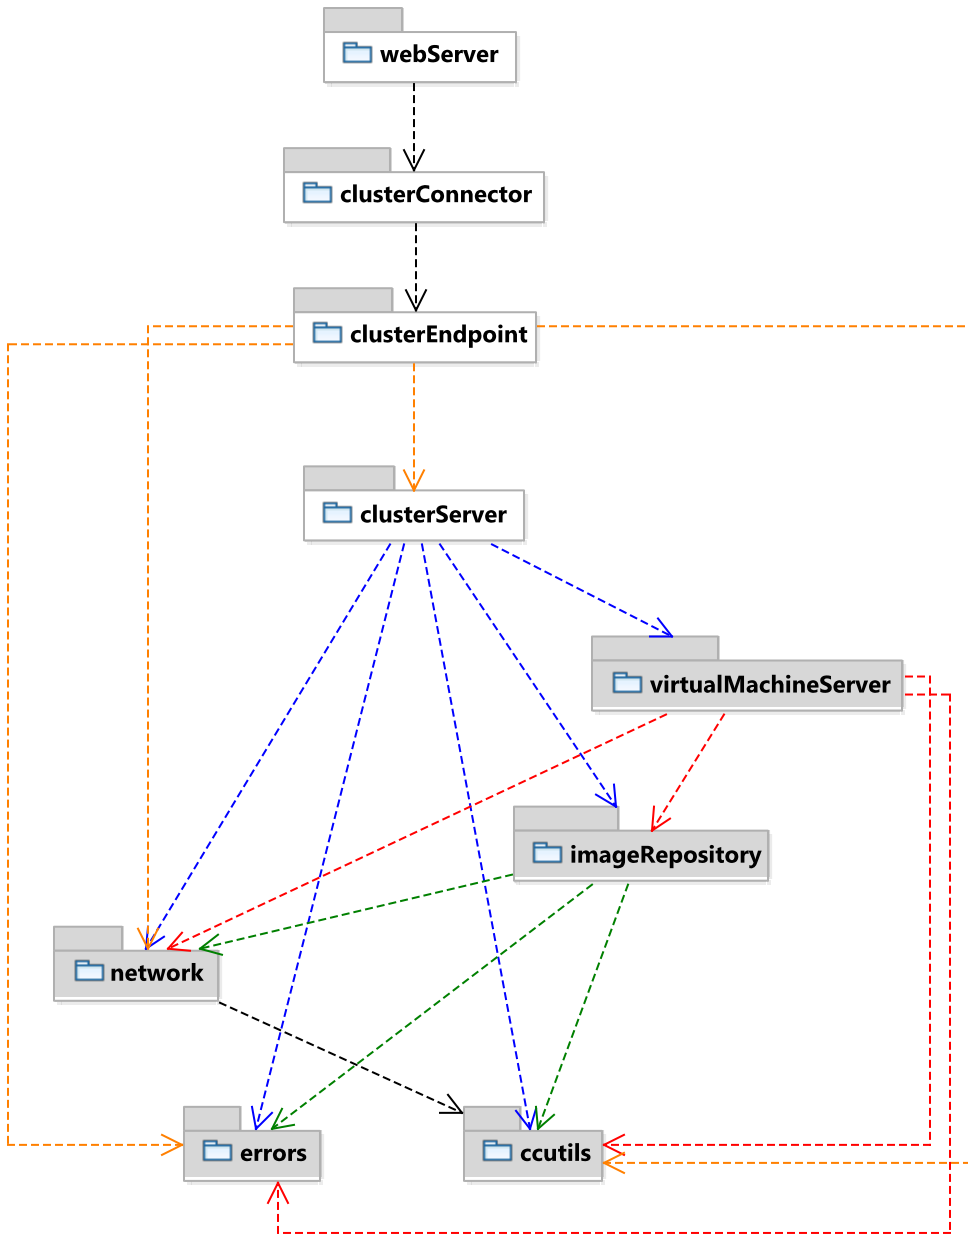 webServer
clusterConnector
clusterEndpoint
clusterServer
virtualMachineServer
imageRepository
network
errors
ccutils